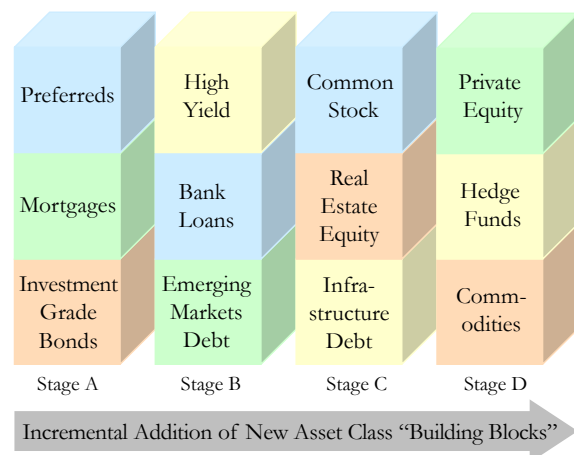 Preferreds
High
Yield
Common
Stock
Private
Equity
Mortgages
Bank
Loans
Real
Estate
Equity
Hedge
Funds
Investment
Grade
Bonds
Emerging
Markets
Debt
Infra-
structure
Debt
Comm-
odities
Stage A
Stage B
Stage C
Stage D
Incremental Addition of New Asset Class “Building Blocks”